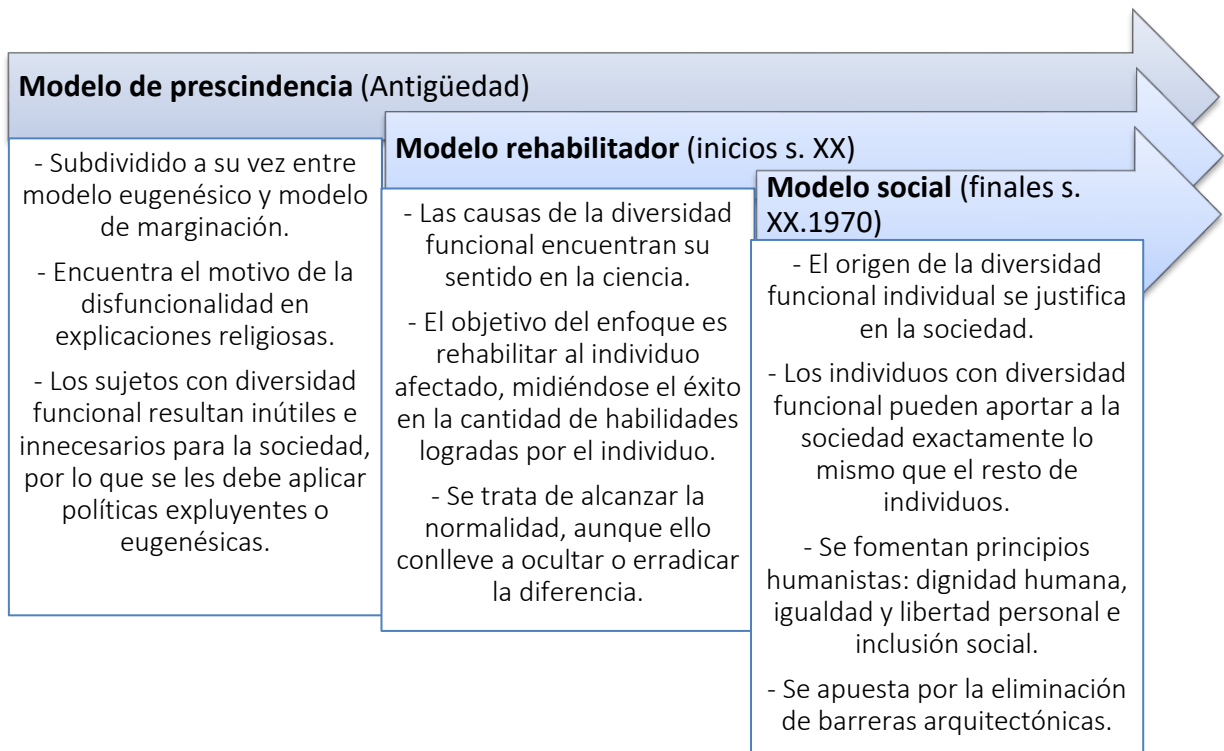 Modelo de prescindencia (Antigüedad)
- Subdividido a su vez entre
modelo eugenésico y modelo
de marginación.
- Encuentra el motivo de la
disfuncionalidad en
explicaciones religiosas.
- Los sujetos con diversidad
funcional resultan inútiles e
innecesarios para la sociedad,
por lo que se les debe aplicar
políticas expluyentes o
eugenésicas.
Modelo rehabilitador (inicios s. XX)
- Las causas de la diversidad
funcional encuentran su
sentido en la ciencia.
- El objetivo del enfoque es
rehabilitar al individuo
afectado, midiéndose el éxito
en la cantidad de habilidades
logradas por el individuo.
- Se trata de alcanzar la
normalidad, aunque ello
conlleve a ocultar o erradicar
la diferencia.
Modelo social (finales s.
XX.1970)
- El origen de la diversidad
funcional individual se justifica
en la sociedad.
- Los individuos con diversidad
funcional pueden aportar a la
sociedad exactamente lo
mismo que el resto de
individuos.
- Se fomentan principios
humanistas: dignidad humana,
igualdad y libertad personal e
inclusión social.
- Se apuesta por la eliminación
de barreras arquitectónicas.